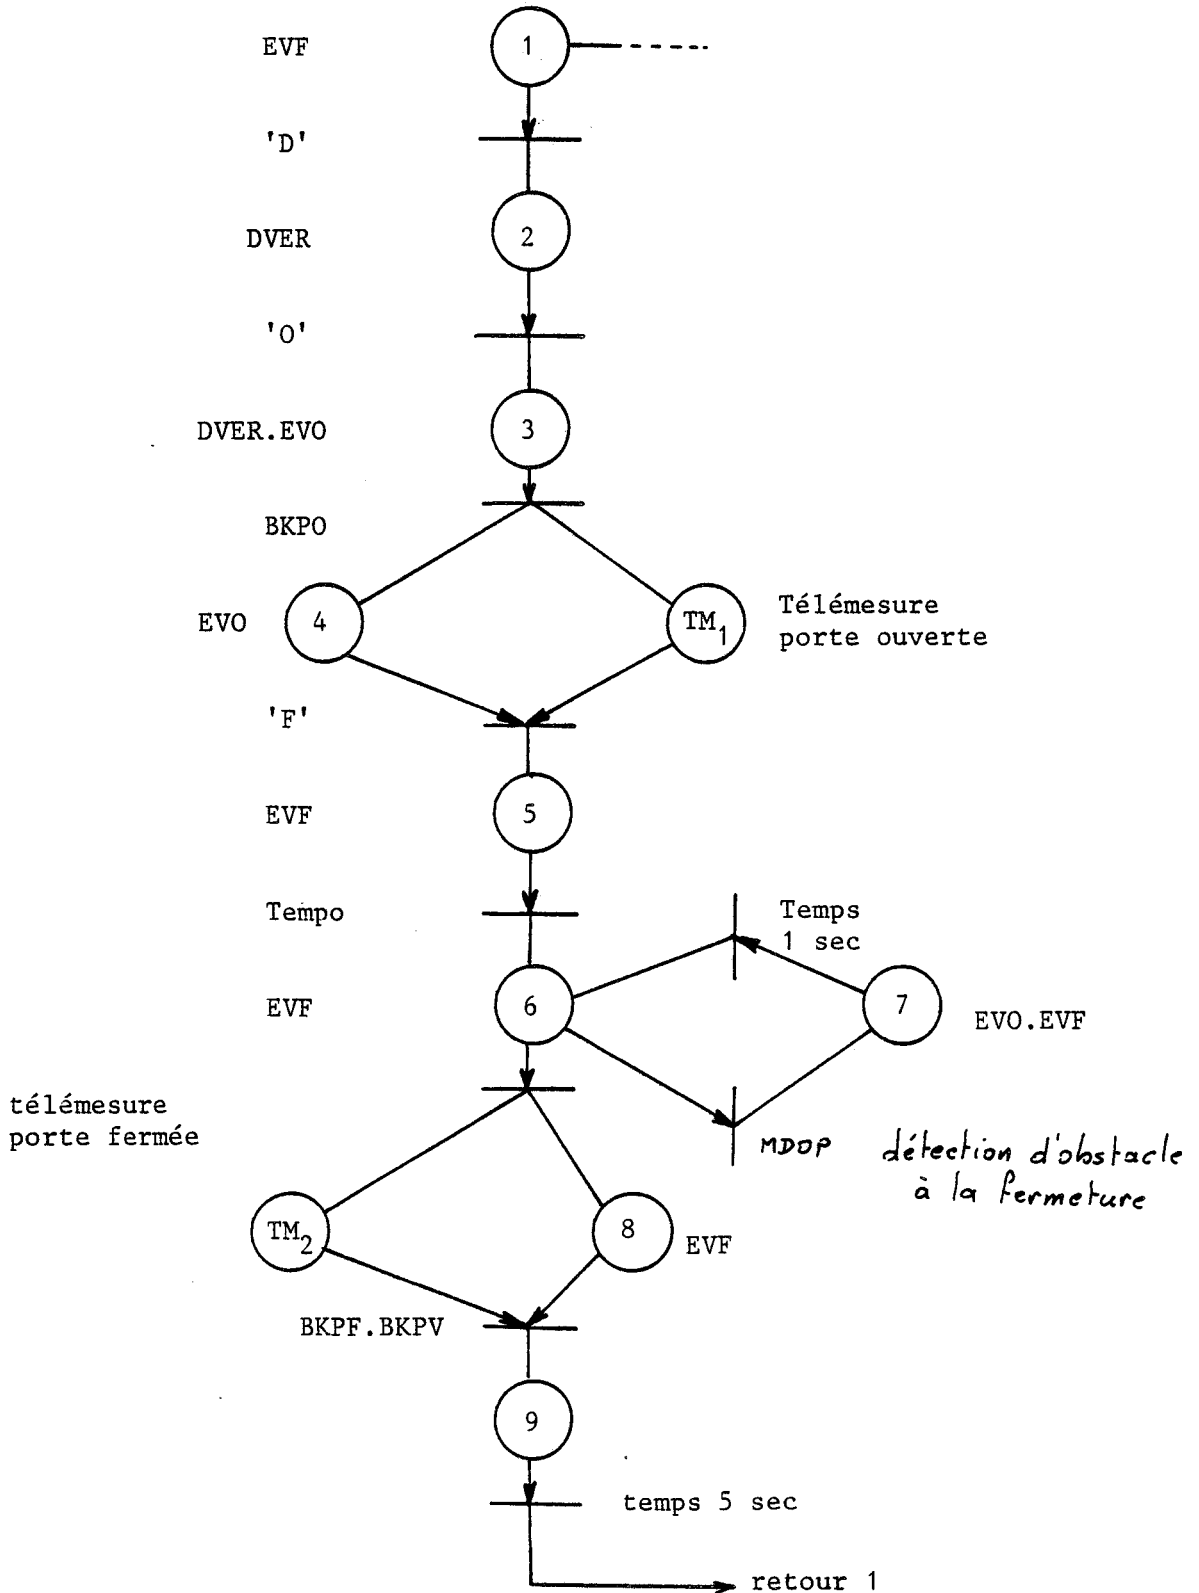 EVF
1
'D'
DVER
2
'O'
DVER.EVO
3
BKPO
EVO
4
TM1
Télémesure
porte ouverte
'F'
EVF
5
Tempo
Temps
1 sec
EVF
6
7
EVO.EVF
télémesure
porte fermée
MDOP
détection d'obstacle
à la fermeture
TM2
8
EVF
BKPF.BKPV
9
temps 5 sec
retour 1